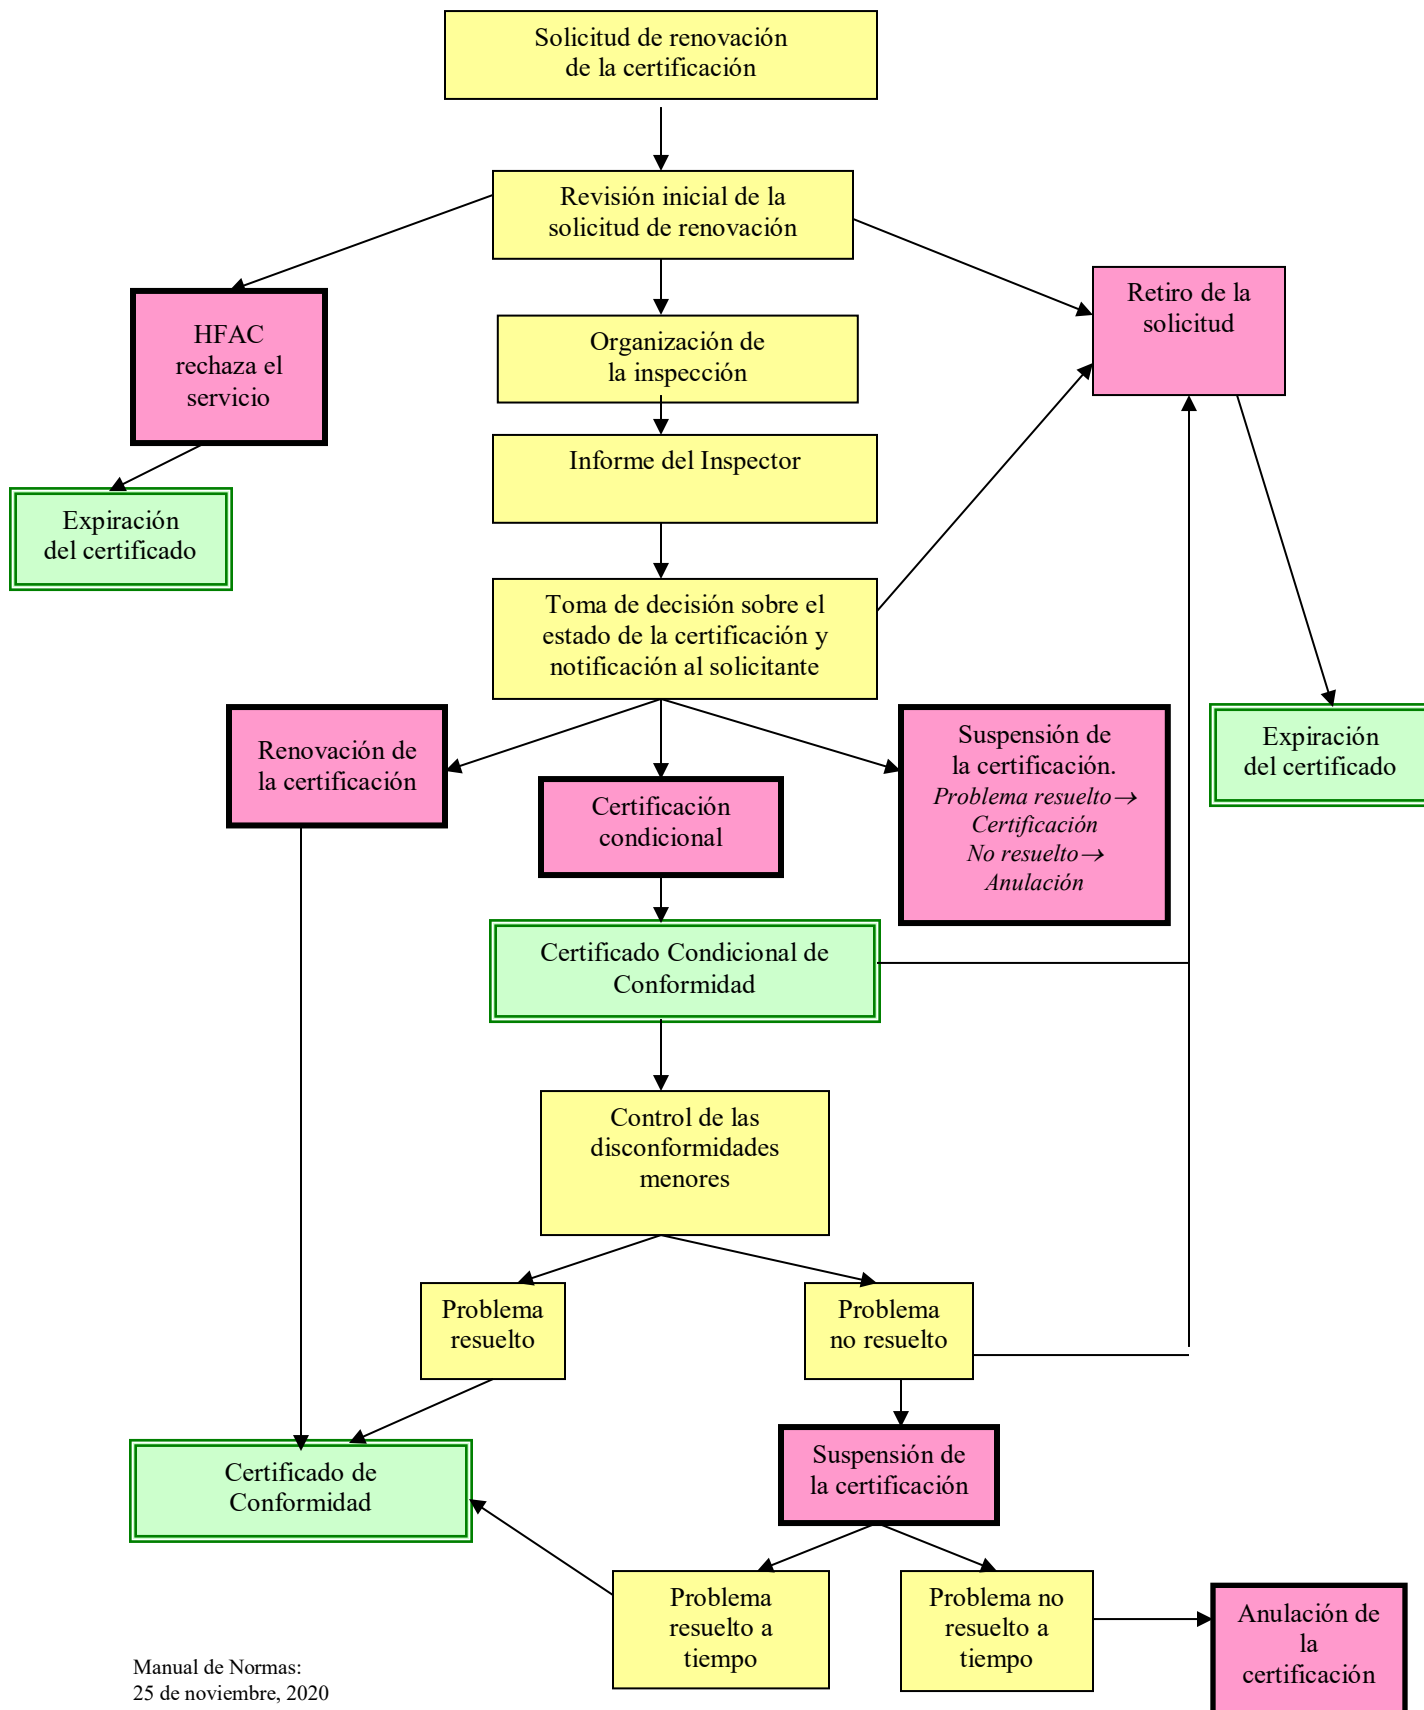 Solicitud de renovación
de la certificación
Revisión inicial de la
solicitud de renovación
Retiro de la
solicitud
HFAC
rechaza el
servicio
Organización de
la inspección
Informe del Inspector
Expiración
del certificado
Toma de decisión sobre el
estado de la certificación y
notificación al solicitante
Renovación de
la certificación
Certificación
condicional
Suspensión de
la certificación.
Problema resuelto→
Certificación
No resuelto→
Anulación
Expiración
del certificado
Certificado Condicional de
Conformidad
Control de las
disconformidades
menores
Problema
resuelto
Problema
no resuelto
Certificado de
Conformidad
Suspensión de
la certificación
Problema
resuelto a
tiempo
Problema no
resuelto a
tiempo
Anulación de
la
certificación
Manual de Normas:
25 de noviembre, 2020